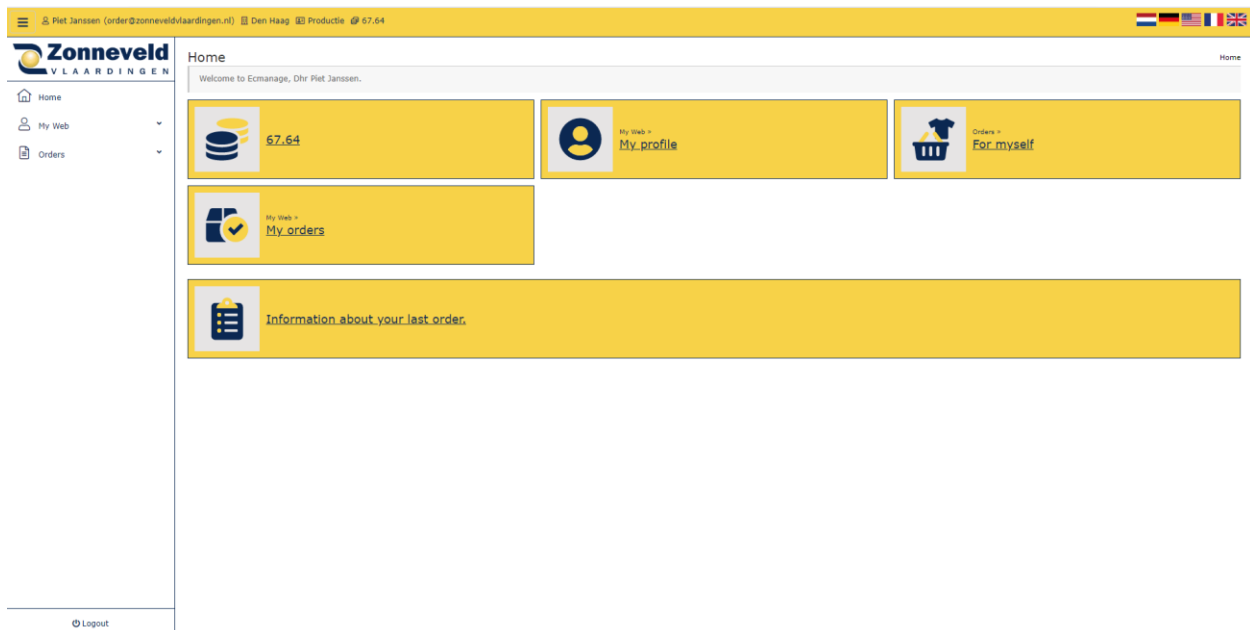 Piet Janssen (order@zonneveldvlaardingen.nl) Den Haag Productie 67.64
Zonneveld
VLAARDINGEN
Home
My Web
Orders
Home
Home
Welcome to Ecmanage, Dhr Piet Janssen.
67.64
My Web >
My profile
Orders >
For myself
My Web >
My orders
Information about your last order.
Logout